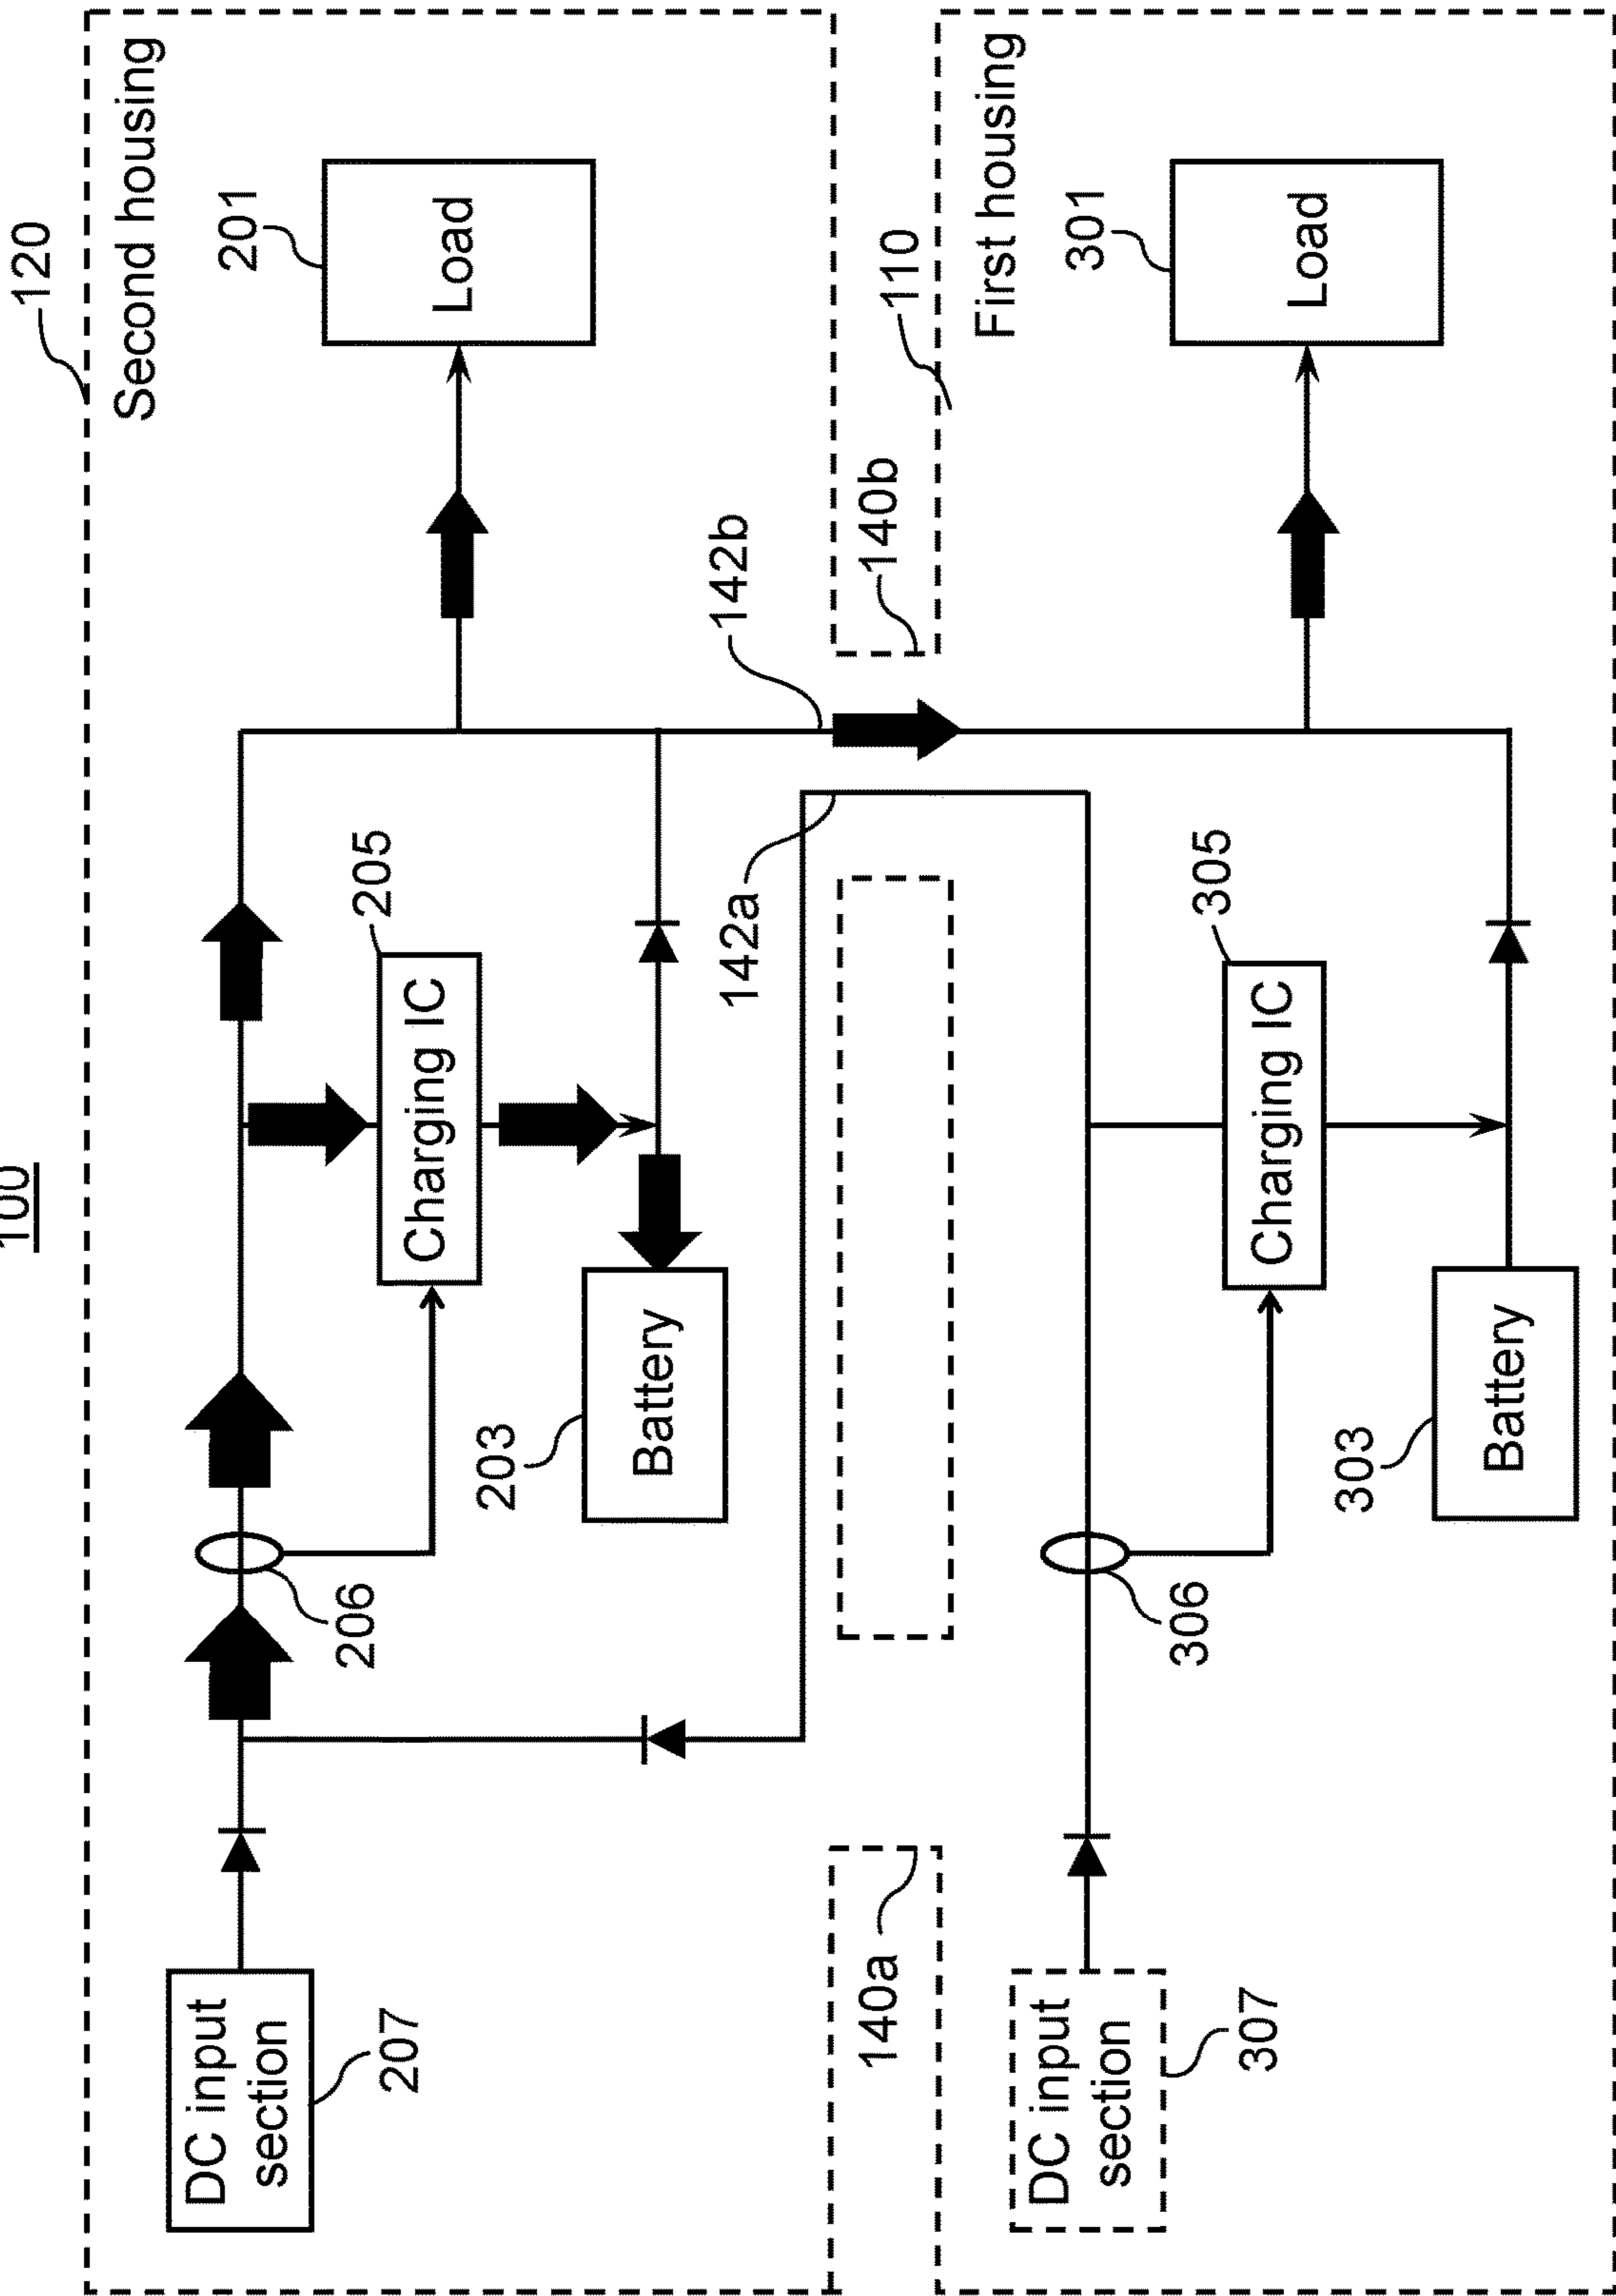 100
120
Second housing
201
Load
205
Charging IC
206
203
Battery
DC input
section
207
142b
142a
140b
140a
110
First housing
301
Load
305
Charging IC
306
303
Battery
DC input
section
307